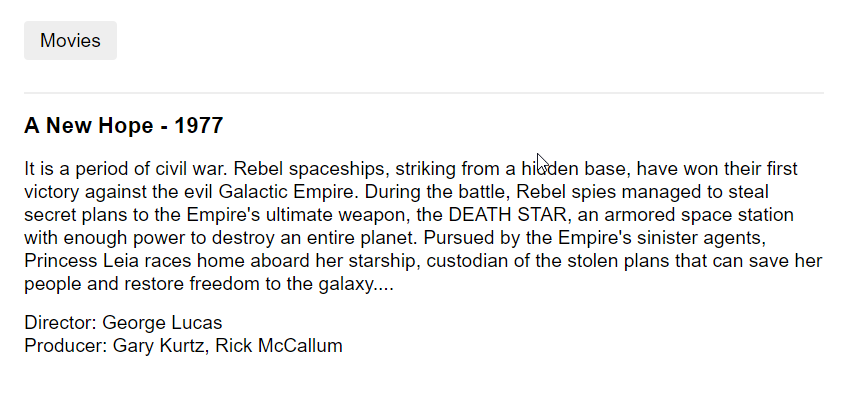 Movies
A New Hope - 1977
It is a period of civil war. Rebel spaceships, striking from a hidden base, have won their first
victory against the evil Galactic Empire. During the battle, Rebel spies managed to steal
secret plans to the Empire's ultimate weapon, the DEATH STAR, an armored space station
with enough power to destroy an entire planet. Pursued by the Empire's sinister agents,
Princess Leia races home aboard her starship, custodian of the stolen plans that can save her
people and restore freedom to the galaxy....
Director: George Lucas
Producer: Gary Kurtz, Rick McCallum